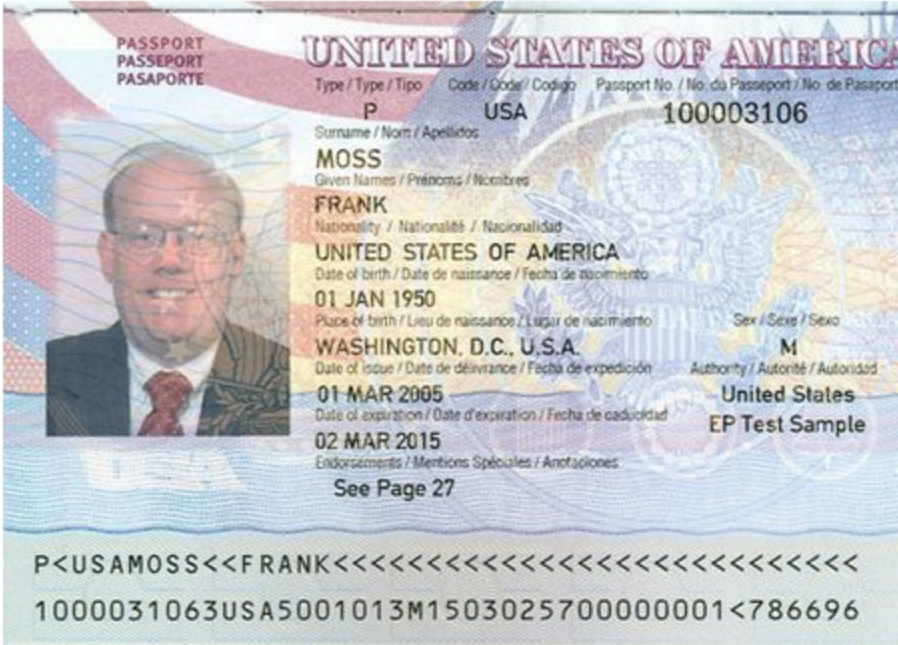 PASSPORT
PASSEPORT
PASAPORTE
UNITED STATES OF AMERICA
Type / Type / Tipo Code / Code / Codigo Passport No. / No. du Passeport / No. de Pasaport
P USA 100003106
Surname / Nom / Apellidos
MOSS
Given Names / Prénoms / Nombres
FRANK
Nationality / Nationalité / Nacionalidad
UNITED STATES OF AMERICA
Date of birth / Date de naissance / Fecha de nacimiento
01 JAN 1950
Place of birth / Lieu de naissance / Lugar de nacimiento Sex / Sexe / Sexo
WASHINGTON, D.C., U.S.A. M
Date of issue / Date de délivrance / Fecha de expedición Authority / Autorité / Autoridad
01 MAR 2005 United States
Date of expiration / Date d'expiration / Fecha de caducidad EP Test Sample
02 MAR 2015
Endorsements / Mentions Spéciales / Anotaciones
See Page 27
USA
P<USAMOSS<<FRANK<<<<<<<<<<<<<<<<<<<<<<<<<<<<
1000031063USA5001013M1503025700000001<786696